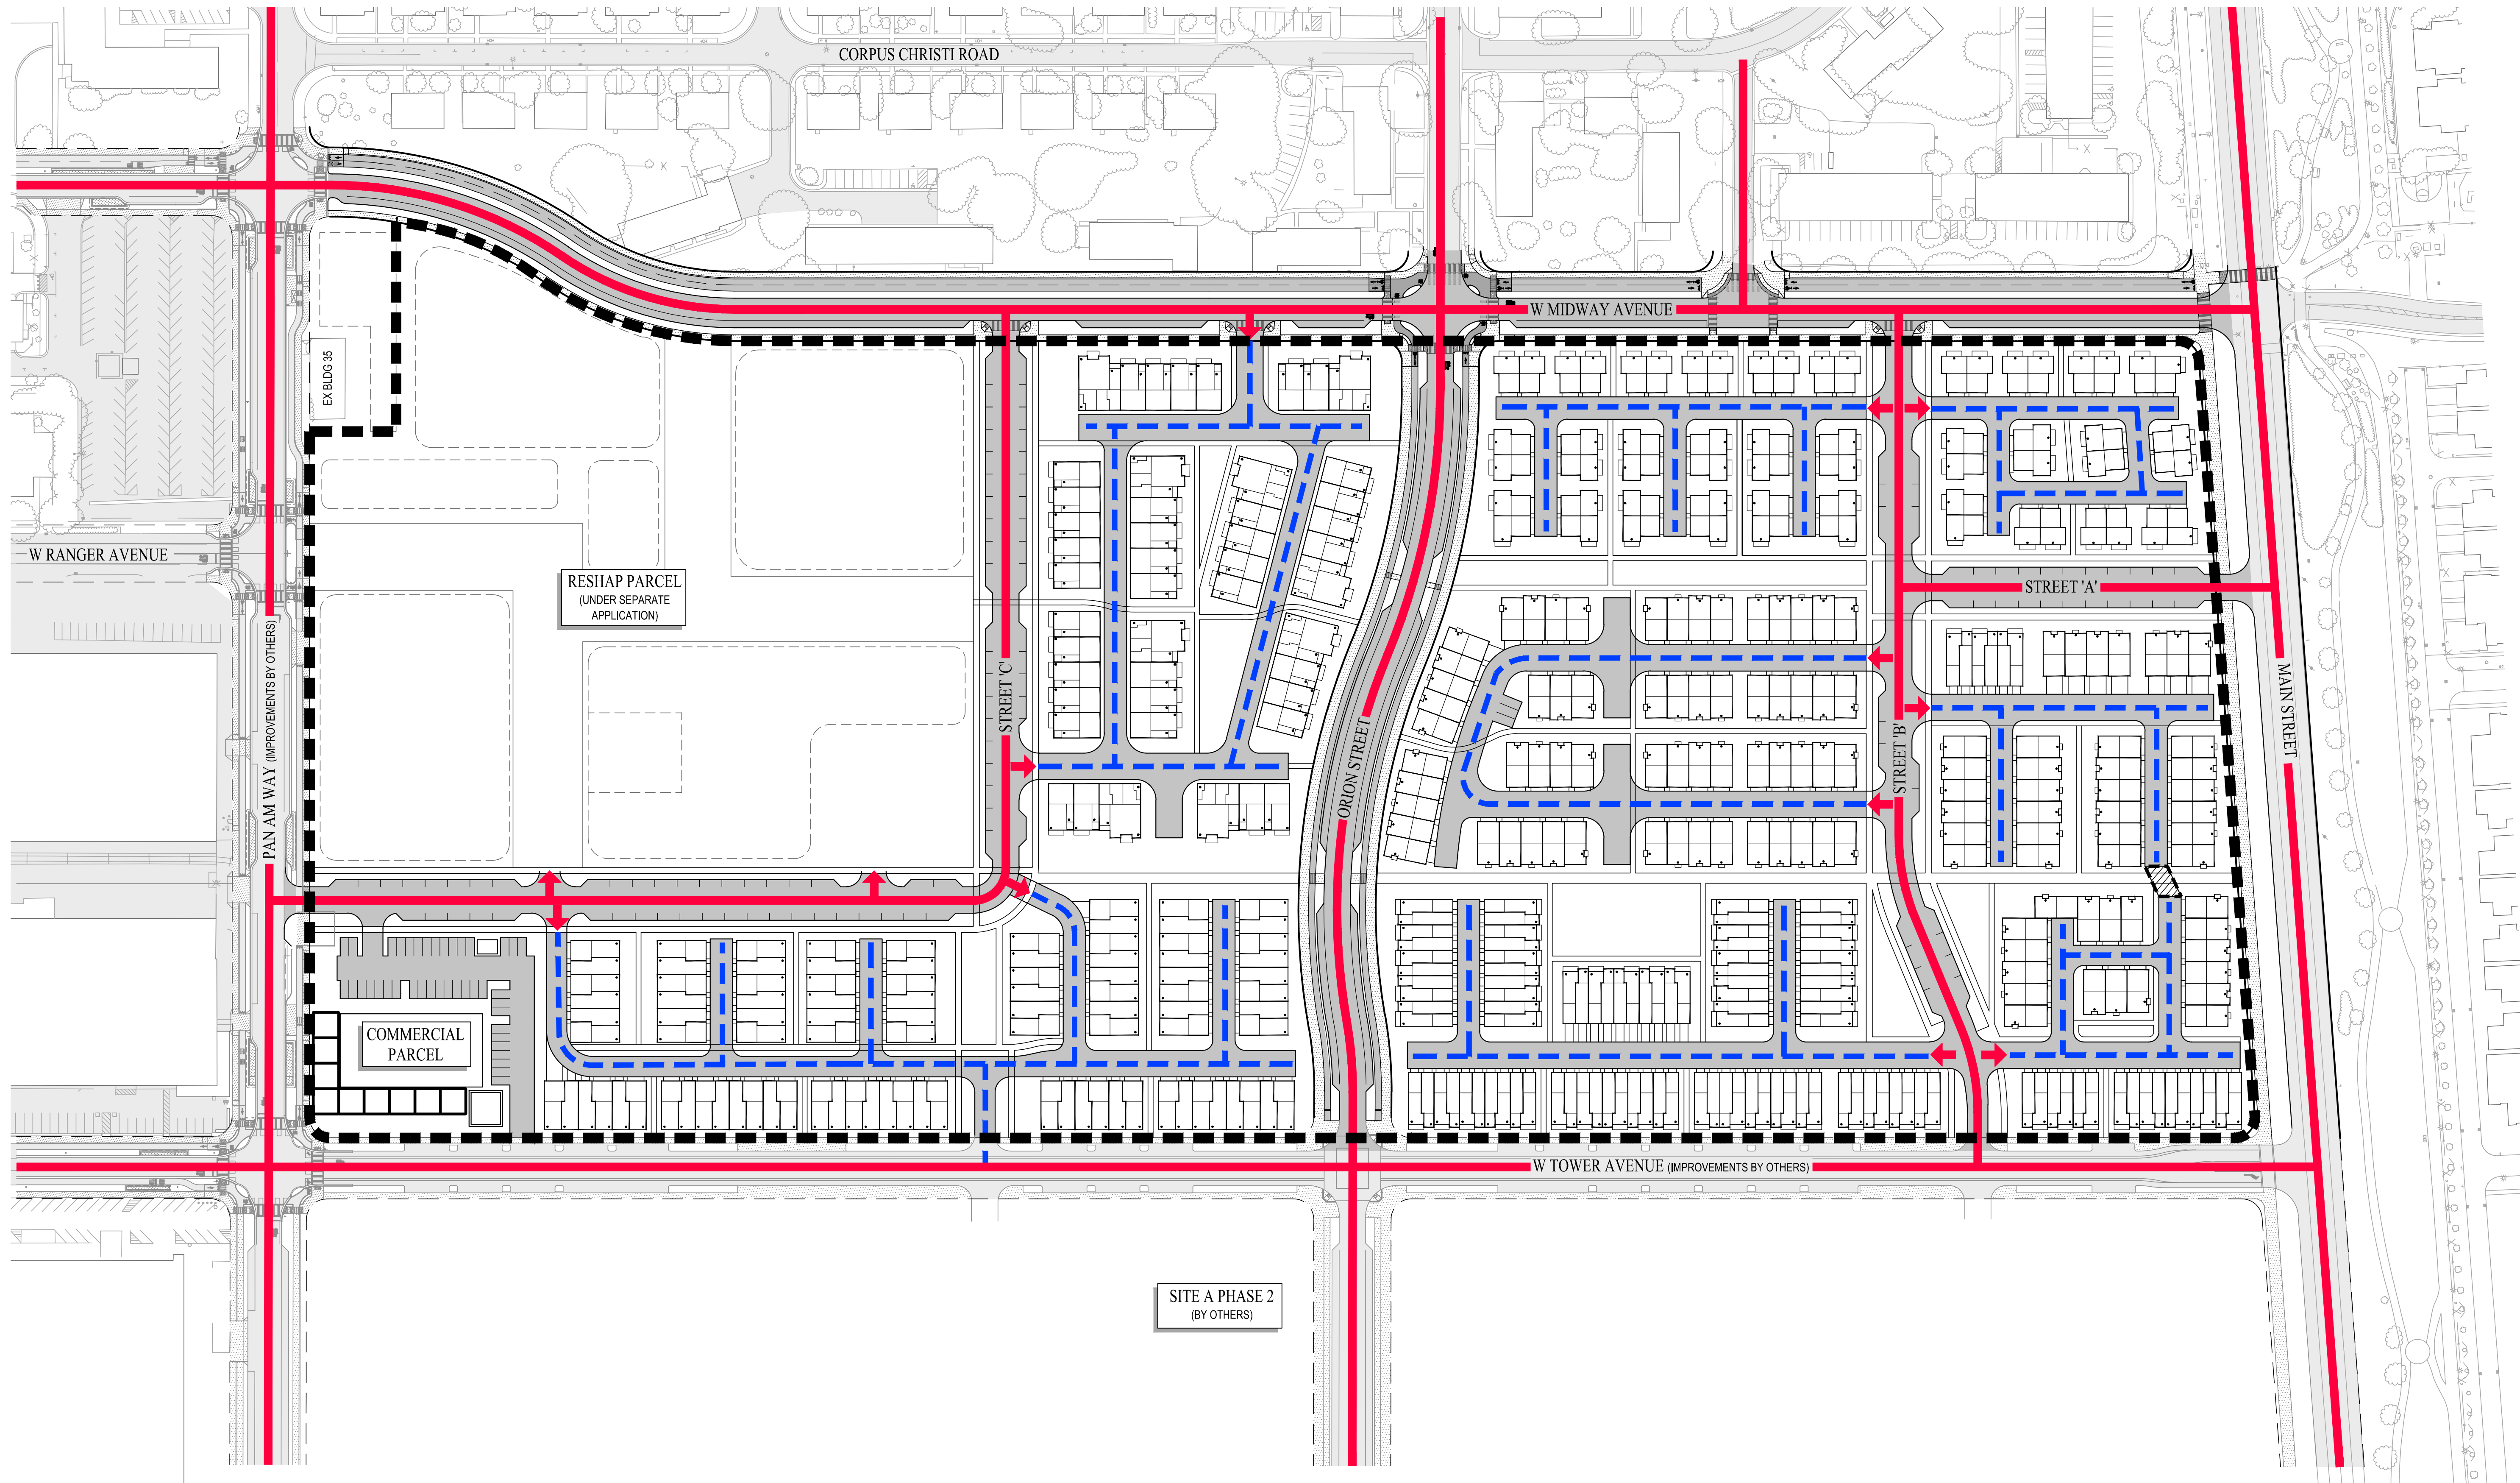 CORPUS CHRISTI ROAD
W MIDWAY AVENUE
EX BLDG 35
W RANGER AVENUE
RESHAP PARCEL
(UNDER SEPARATE
APPLICATION)
STREET 'A'
STREET 'C'
PAN AM WAY (IMPROVEMENTS BY OTHERS)
ORION STREET
STREET 'B'
MAIN STREET
COMMERCIAL
PARCEL
W TOWER AVENUE (IMPROVEMENTS BY OTHERS)
SITE A PHASE 2
(BY OTHERS)